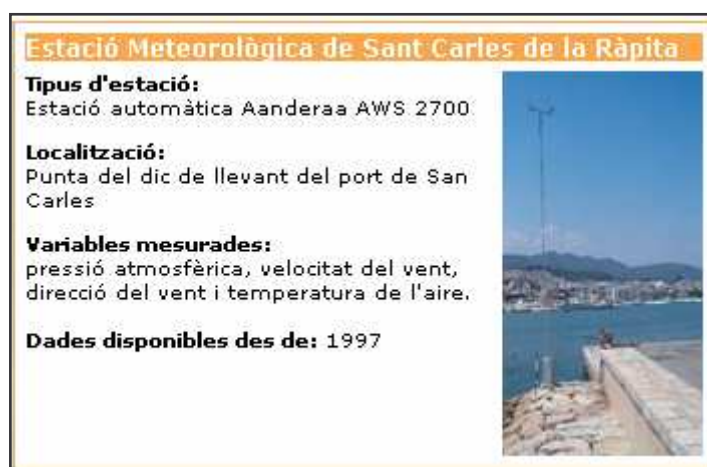 Estació Meteorològica de Sant Carles de la Ràpita
Tipus d'estació:
Estació automàtica Aanderaa AWS 2700
Localització:
Punta del dic de llevant del port de San
Carles
Variables mesurades:
pressió atmosfèrica, velocitat del vent,
direcció del vent i temperatura de l'aire.
Dades disponibles des de: 1997